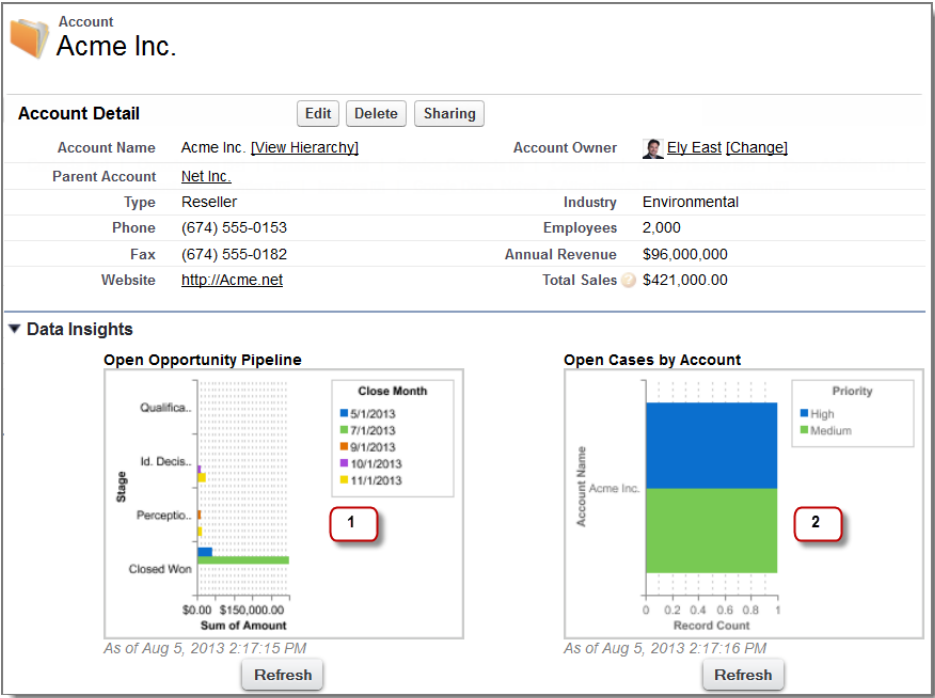 Account
Acme Inc.
Account Detail Edit Delete Sharing
Account Name Acme Inc. [View Hierarchy] Account Owner Ely East [Change]
Parent Account Net Inc.
Type Reseller Industry Environmental
Phone (674) 555-0153 Employees 2,000
Fax (674) 555-0182 Annual Revenue $96,000,000
Website http://Acme.net Total Sales ? $421,000.00
Data Insights
Open Opportunity Pipeline
Close Month
5/1/2013
7/1/2013
9/1/2013
10/1/2013
11/1/2013
Stage
Qualifica..
Id. Decis..
Perceptio..
Closed Won
$0.00 $150,000.00
Sum of Amount
1
As of Aug 5, 2013 2:17:15 PM
Refresh
Open Cases by Account
Priority
High
Medium
Account Name
Acme Inc.
0 0.2 0.4 0.6 0.8 1
Record Count
2
As of Aug 5, 2013 2:17:16 PM
Refresh